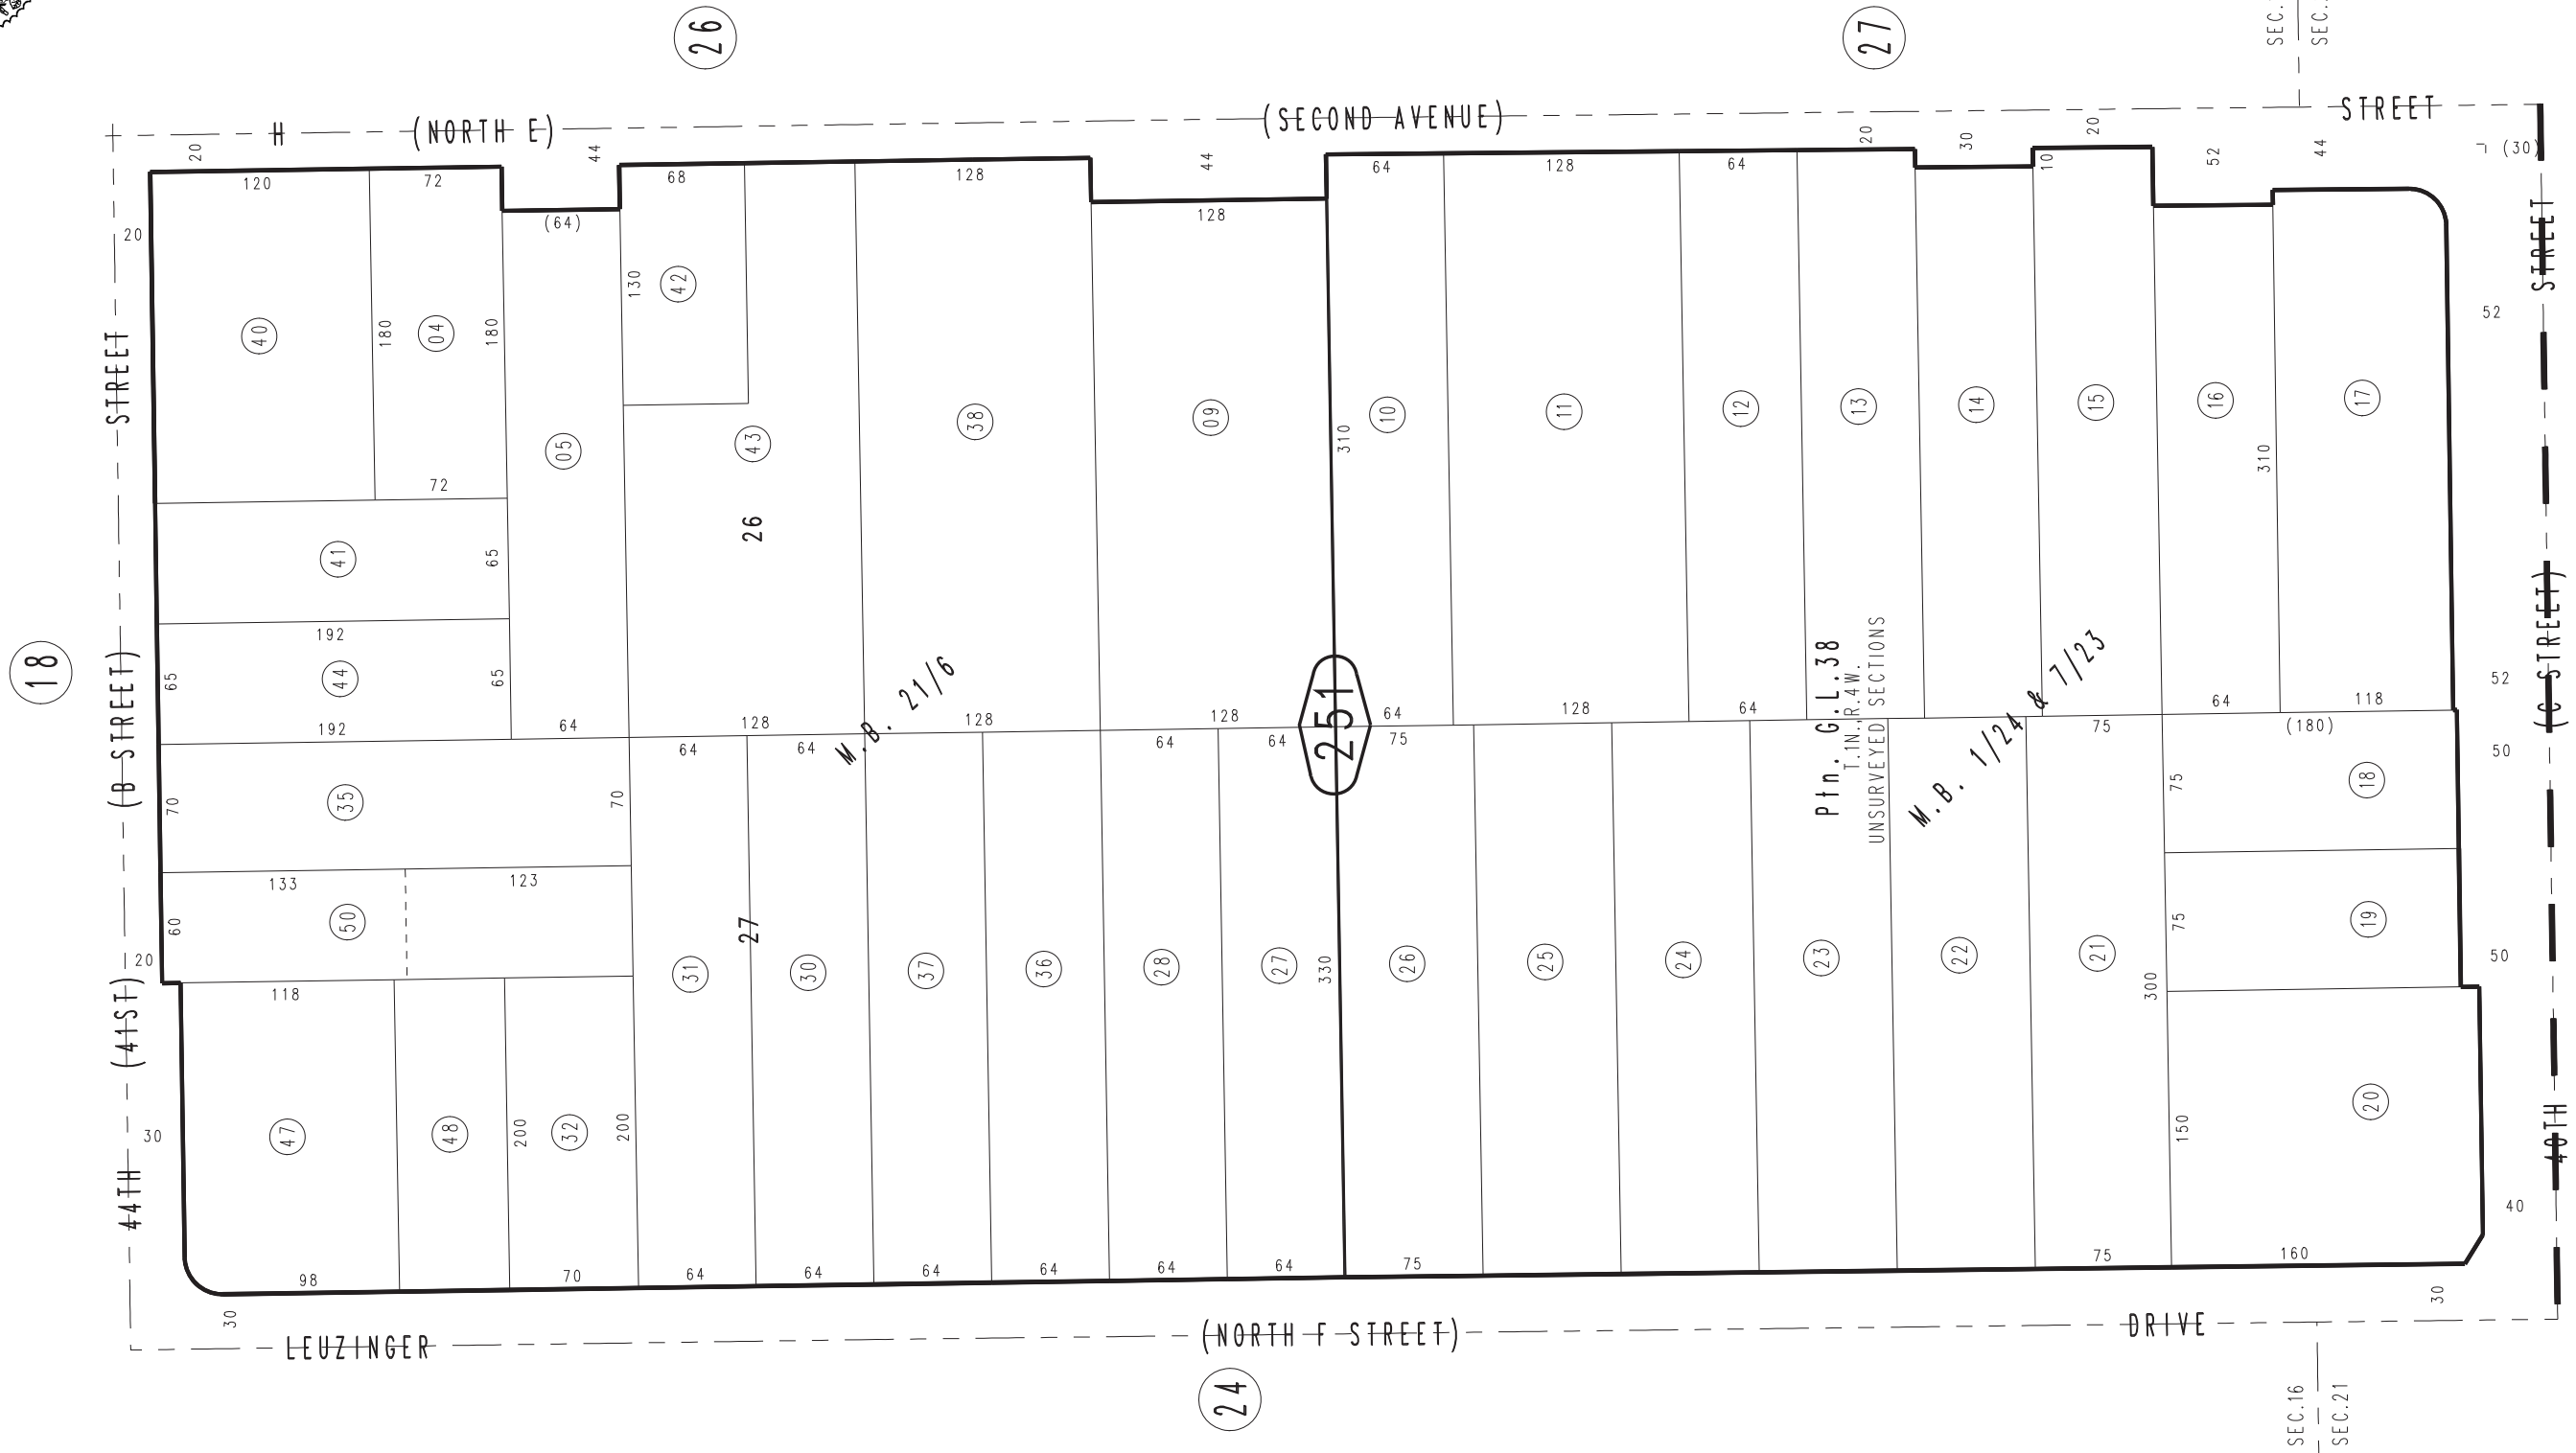 26
27
SEC.
SEC.
H (NORTH E) (SECOND AVENUE) STREET
20 44 44 20 30 20 10 52 44 (30)
120 72 68 128 64 128 64
(64) 128
20
130 42
40 180 04 180
STREET
STREET
52
05 43 38 09 310 10 11 12 13 14 15 16 310 17
72
26
41 65
192
18
(B STREET)
65 44 65
192 64 128 128 128 64 128 64 64 118
M.B. 21/6
251
Ptn. G.L.38
T.1N.,R.4W.
UNSURVEYED SECTIONS
M.B. 1/24 & 7/23
(C STREET)
52
64 64 64 64 75 75 (180)
50
70 35 70 75 18
133 123
60 50 27 75 19
20 50
(41ST)
118
31 30 37 36 28 27 330 26 25 24 23 22 21 300
30 47 48 200 32 200 150 20
44TH
40TH
40
98 70 64 64 64 64 64 64 75 75 160
30 30
LEUZINGER (NORTH F STREET) DRIVE
24
SEC.16
SEC.21